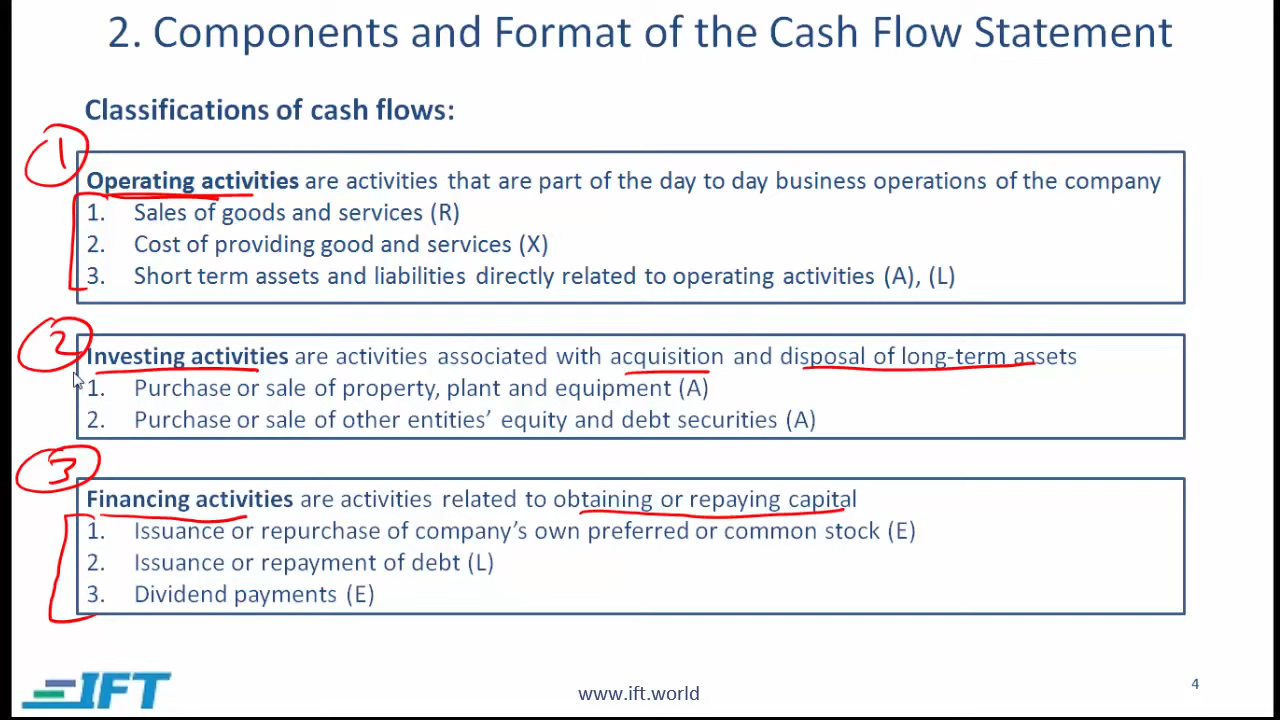 2. Components and Format of the Cash Flow Statement
Classifications of cash flows:
1
Operating activities are activities that are part of the day to day business operations of the company
1. Sales of goods and services (R)
2. Cost of providing good and services (X)
3. Short term assets and liabilities directly related to operating activities (A), (L)
2
Investing activities are activities associated with acquisition and disposal of long-term assets
1. Purchase or sale of property, plant and equipment (A)
2. Purchase or sale of other entities’ equity and debt securities (A)
3
Financing activities are activities related to obtaining or repaying capital
1. Issuance or repurchase of company’s own preferred or common stock (E)
2. Issuance or repayment of debt (L)
3. Dividend payments (E)
IFT
www.ift.world
4